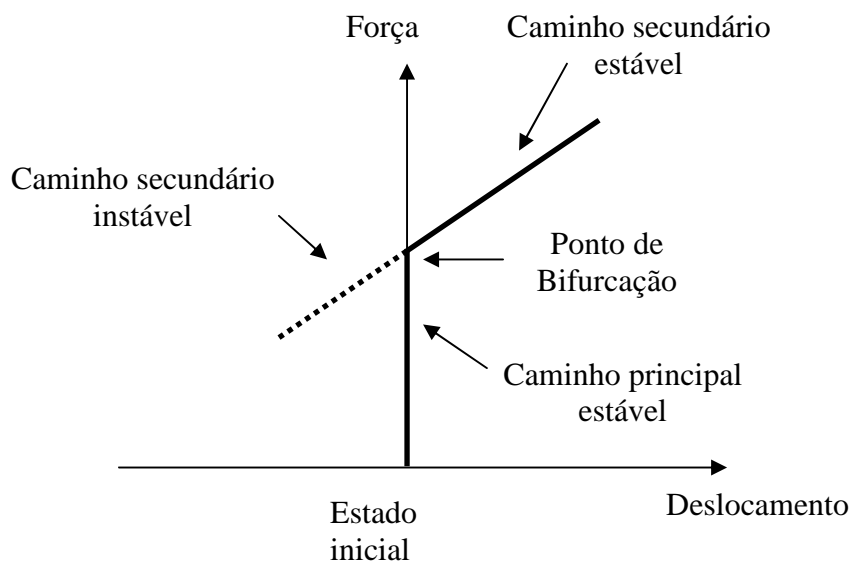 Força
Caminho secundário
estável
Caminho secundário
instável
Ponto de
Bifurcação
Caminho principal
estável
Deslocamento
Estado
inicial